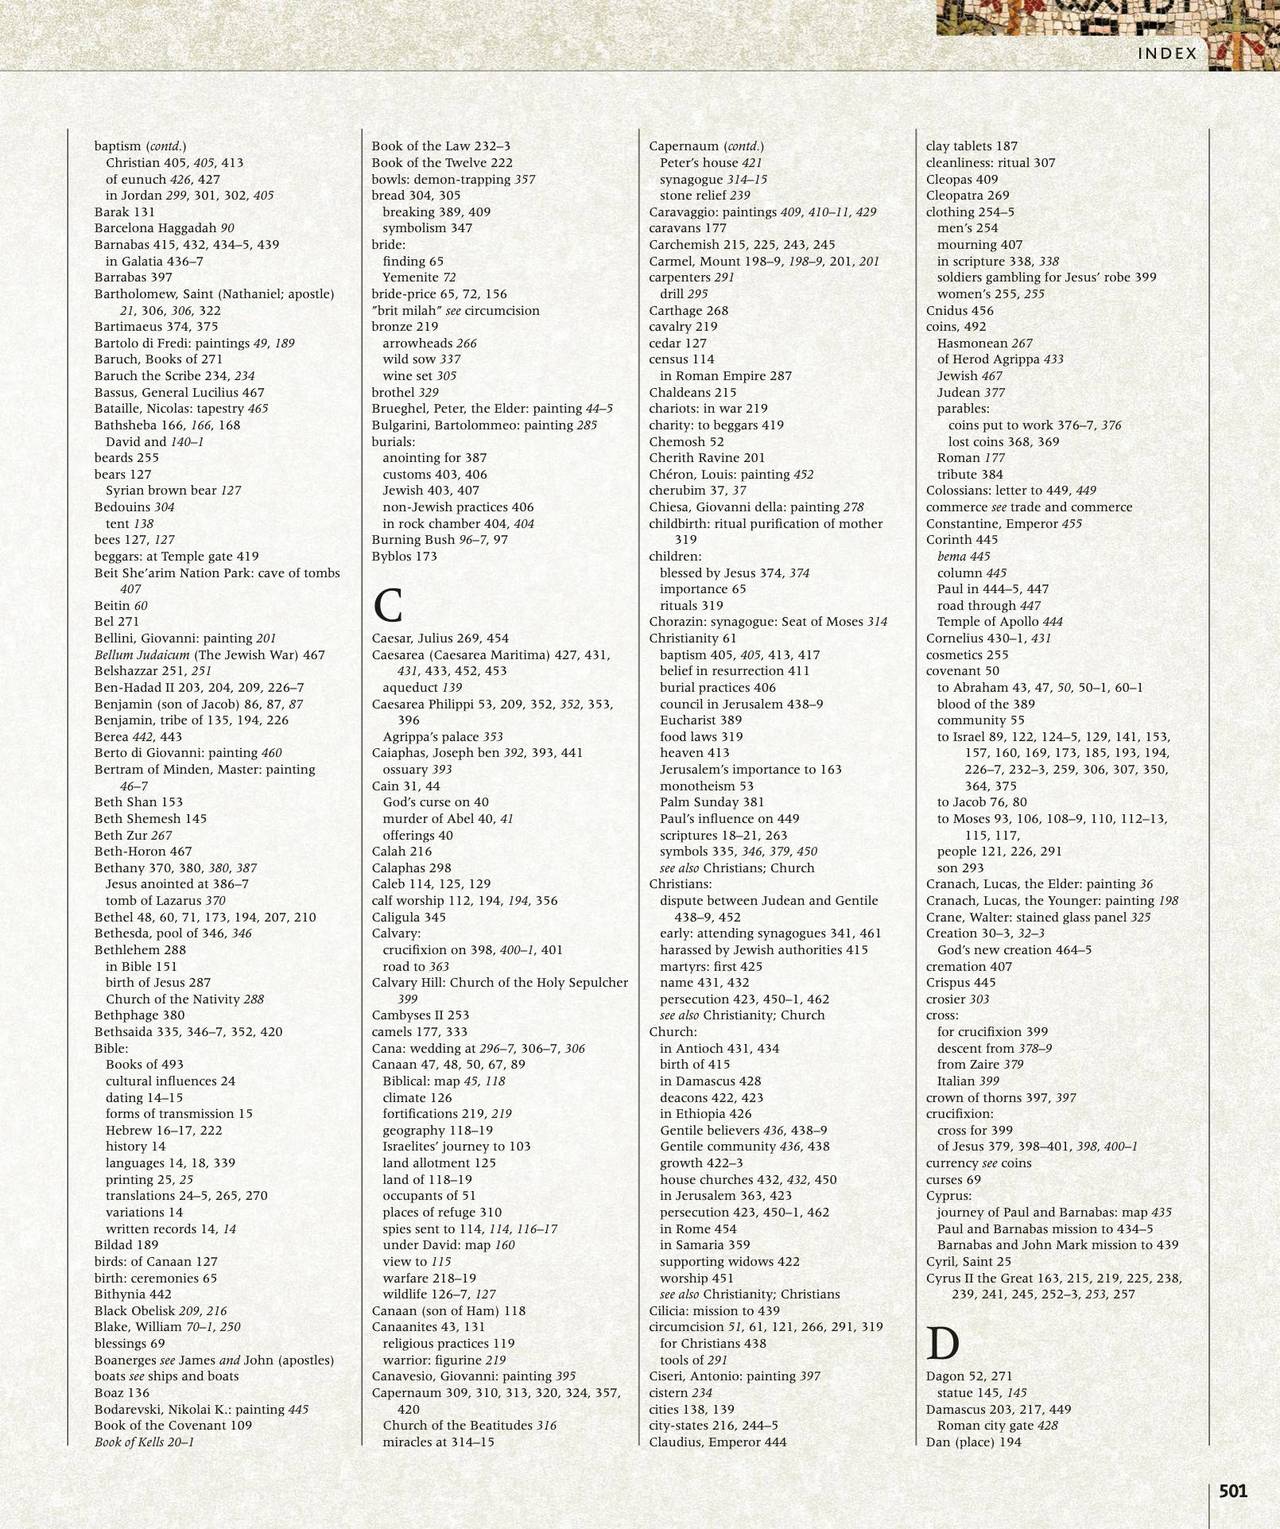 INDEX
baptism (contd.)
Christian 405, 405, 413
of eunuch 426, 427
in Jordan 299, 301, 302, 405
Barak 131
Barcelona Haggadah 90
Barnabas 415, 432, 434–5, 439
in Galatia 436–7
Barrabas 397
Bartholomew, Saint (Nathaniel; apostle)
21, 306, 306, 322
Bartimaeus 374, 375
Bartolo di Fredi: paintings 49, 189
Baruch, Books of 271
Baruch the Scribe 234, 234
Bassus, General Lucilius 467
Bataille, Nicolas: tapestry 465
Bathsheba 166, 166, 168
David and 140–1
beards 255
bears 127
Syrian brown bear 127
Bedouins 304
tent 138
bees 127, 127
beggars: at Temple gate 419
Beit She'arim Nation Park: cave of tombs
407
Beitin 60
Bel 271
Bellini, Giovanni: painting 201
Bellum Judaicum (The Jewish War) 467
Belshazzar 251, 251
Ben-Hadad II 203, 204, 209, 226–7
Benjamin (son of Jacob) 86, 87, 87
Benjamin, tribe of 135, 194, 226
Berea 442, 443
Berto di Giovanni: painting 460
Bertram of Minden, Master: painting
46–7
Beth Shan 153
Beth Shemesh 145
Beth Zur 267
Beth-Horon 467
Bethany 370, 380, 380, 387
Jesus anointed at 386–7
tomb of Lazarus 370
Bethel 48, 60, 71, 173, 194, 207, 210
Bethesda, pool of 346, 346
Bethlehem 288
in Bible 151
birth of Jesus 287
Church of the Nativity 288
Bethphage 380
Bethsaida 335, 346–7, 352, 420
Bible:
Books of 493
cultural influences 24
dating 14–15
forms of transmission 15
Hebrew 16–17, 222
history 14
languages 14, 18, 339
printing 25, 25
translations 24–5, 265, 270
variations 14
written records 14, 14
Bildad 189
birds: of Canaan 127
birth: ceremonies 65
Bithynia 442
Black Obelisk 209, 216
Blake, William 70–1, 250
blessings 69
Boanerges see James and John (apostles)
boats see ships and boats
Boaz 136
Bodarevski, Nikolai K.: painting 445
Book of the Covenant 109
Book of Kells 20–1
Book of the Law 232–3
Book of the Twelve 222
bowls: demon-trapping 357
bread 304, 305
breaking 389, 409
symbolism 347
bride:
finding 65
Yemenite 72
bride-price 65, 72, 156
"brit milah" see circumcision
bronze 219
arrowheads 266
wild sow 337
wine set 305
brothel 329
Brueghel, Peter, the Elder: painting 44–5
Bulgarini, Bartolommeo: painting 285
burials:
anointing for 387
customs 403, 406
Jewish 403, 407
non-Jewish practices 406
in rock chamber 404, 404
Burning Bush 96–7, 97
Byblos 173
C
Caesar, Julius 269, 454
Caesarea (Caesarea Maritima) 427, 431,
431, 433, 452, 453
aqueduct 139
Caesarea Philippi 53, 209, 352, 352, 353,
396
Agrippa's palace 353
Caiaphas, Joseph ben 392, 393, 441
ossuary 393
Cain 31, 44
God's curse on 40
murder of Abel 40, 41
offerings 40
Calah 216
Calaphas 298
Caleb 114, 125, 129
calf worship 112, 194, 194, 356
Caligula 345
Calvary:
crucifixion on 398, 400–1, 401
road to 363
Calvary Hill: Church of the Holy Sepulcher
399
Cambyses II 253
camels 177, 333
Cana: wedding at 296–7, 306–7, 306
Canaan 47, 48, 50, 67, 89
Biblical: map 45, 118
climate 126
fortifications 219, 219
geography 118–19
Israelites' journey to 103
land allotment 125
land of 118–19
occupants of 51
places of refuge 310
spies sent to 114, 114, 116–17
under David: map 160
view to 115
warfare 218–19
wildlife 126–7, 127
Canaan (son of Ham) 118
Canaanites 43, 131
religious practices 119
warrior: figurine 219
Canavesio, Giovanni: painting 395
Capernaum 309, 310, 313, 320, 324, 357,
420
Church of the Beatitudes 316
miracles at 314–15
Capernaum (contd.)
Peter's house 421
synagogue 314–15
stone relief 239
Caravaggio: paintings 409, 410–11, 429
caravans 177
Carchemish 215, 225, 243, 245
Carmel, Mount 198–9, 198–9, 201, 201
carpenters 291
drill 295
Carthage 268
cavalry 219
cedar 127
census 114
in Roman Empire 287
Chaldeans 215
chariots: in war 219
charity: to beggars 419
Chemosh 52
Cherith Ravine 201
Chéron, Louis: painting 452
cherubim 37, 37
Chiesa, Giovanni della: painting 278
childbirth: ritual purification of mother
319
children:
blessed by Jesus 374, 374
importance 65
rituals 319
Chorazin: synagogue: Seat of Moses 314
Christianity 61
baptism 405, 405, 413, 417
belief in resurrection 411
burial practices 406
council in Jerusalem 438–9
Eucharist 389
food laws 319
heaven 413
Jerusalem's importance to 163
monotheism 53
Palm Sunday 381
Paul's influence on 449
scriptures 18–21, 263
symbols 335, 346, 379, 450
see also Christians; Church
Christians:
dispute between Judean and Gentile
438–9, 452
early: attending synagogues 341, 461
harassed by Jewish authorities 415
martyrs: first 425
name 431, 432
persecution 423, 450–1, 462
see also Christianity; Church
Church:
in Antioch 431, 434
birth of 415
in Damascus 428
deacons 422, 423
in Ethiopia 426
Gentile believers 436, 438–9
Gentile community 436, 438
growth 422–3
house churches 432, 432, 450
in Jerusalem 363, 423
persecution 423, 450–1, 462
in Rome 454
in Samaria 359
supporting widows 422
worship 451
see also Christianity; Christians
Cilicia: mission to 439
circumcision 51, 61, 121, 266, 291, 319
for Christians 438
tools of 291
Ciseri, Antonio: painting 397
cistern 234
cities 138, 139
city-states 216, 244–5
Claudius, Emperor 444
clay tablets 187
cleanliness: ritual 307
Cleopas 409
Cleopatra 269
clothing 254–5
men's 254
mourning 407
in scripture 338, 338
soldiers gambling for Jesus' robe 399
women's 255, 255
Cnidus 456
coins, 492
Hasmonean 267
of Herod Agrippa 433
Jewish 467
Judean 377
parables:
coins put to work 376–7, 376
lost coins 368, 369
Roman 177
tribute 384
Colossians: letter to 449, 449
commerce see trade and commerce
Constantine, Emperor 455
Corinth 445
bema 445
column 445
Paul in 444–5, 447
road through 447
Temple of Apollo 444
Cornelius 430–1, 431
cosmetics 255
covenant 50
to Abraham 43, 47, 50, 50–1, 60–1
blood of the 389
community 55
to Israel 89, 122, 124–5, 129, 141, 153,
157, 160, 169, 173, 185, 193, 194,
226–7, 232–3, 259, 306, 307, 350,
364, 375
to Jacob 76, 80
to Moses 93, 106, 108–9, 110, 112–13,
115, 117,
people 121, 226, 291
son 293
Cranach, Lucas, the Elder: painting 36
Cranach, Lucas, the Younger: painting 198
Crane, Walter: stained glass panel 325
Creation 30–3, 32–3
God's new creation 464–5
cremation 407
Crispus 445
crosier 303
cross:
for crucifixion 399
descent from 378–9
from Zaire 379
Italian 399
crown of thorns 397, 397
crucifixion:
cross for 399
of Jesus 379, 398–401, 398, 400–1
currency see coins
curses 69
Cyprus:
journey of Paul and Barnabas: map 435
Paul and Barnabas mission to 434–5
Barnabas and John Mark mission to 439
Cyril, Saint 25
Cyrus II the Great 163, 215, 219, 225, 238,
239, 241, 245, 252–3, 253, 257
D
Dagon 52, 271
statue 145, 145
Damascus 203, 217, 449
Roman city gate 428
Dan (place) 194
501